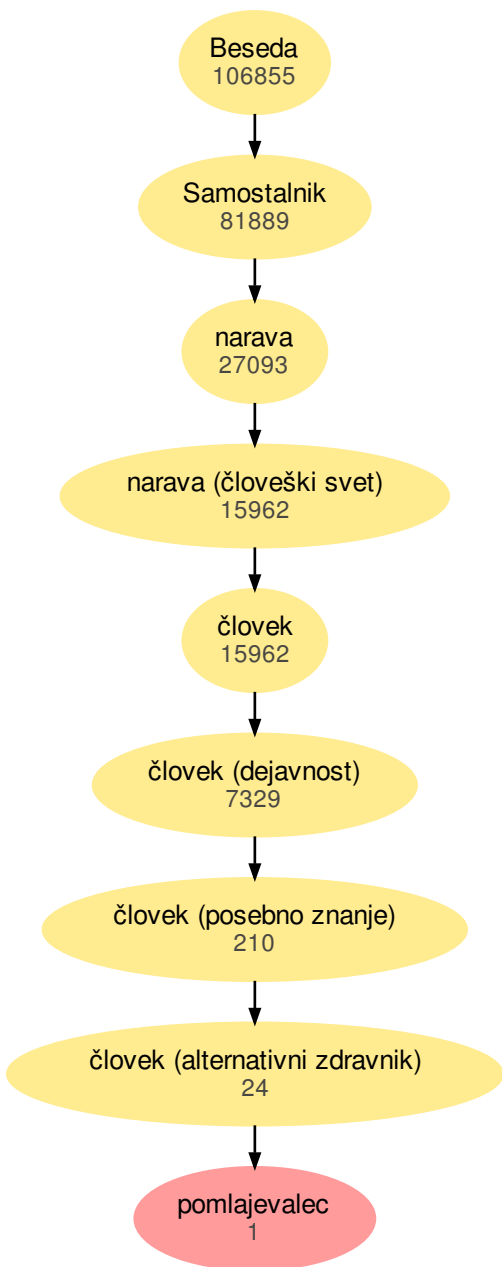 Beseda
106855
Samostalnik
81889
narava
27093
narava (človeški svet)
15962
človek
15962
človek (dejavnost)
7329
človek (posebno znanje)
210
človek (alternativni zdravnik)
24
pomlajevalec
1